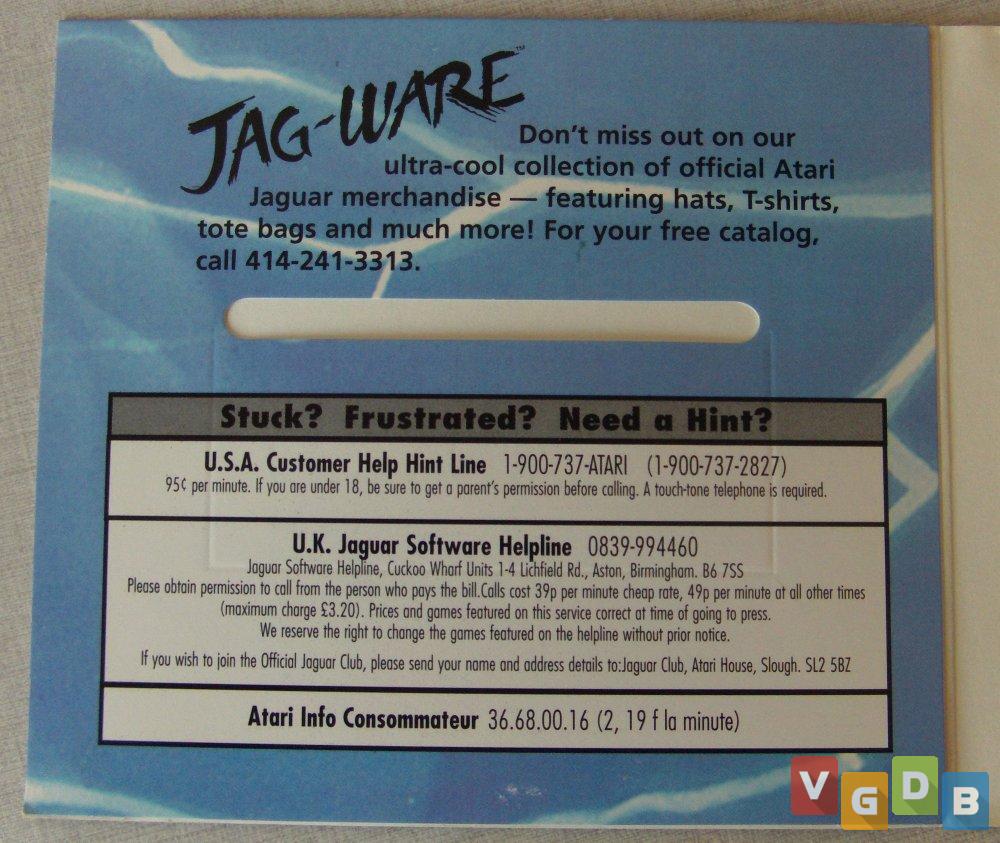 JAG-WARE™
Don't miss out on our
ultra-cool collection of official Atari
Jaguar merchandise — featuring hats, T-shirts,
tote bags and much more! For your free catalog,
call 414-241-3313.
Stuck? Frustrated? Need a Hint?
U.S.A. Customer Help Hint Line 1-900-737-ATARI (1-900-737-2827)
95¢ per minute. If you are under 18, be sure to get a parent's permission before calling. A touch-tone telephone is required.
U.K. Jaguar Software Helpline 0839-994460
Jaguar Software Helpline, Cuckoo Wharf Units 1-4 Lichfield Rd., Aston, Birmingham. B6 7SS
Please obtain permission to call from the person who pays the bill.Calls cost 39p per minute cheap rate, 49p per minute at all other times
(maximum charge £3.20). Prices and games featured on this service correct at time of going to press.
We reserve the right to change the games featured on the helpline without prior notice.
If you wish to join the Official Jaguar Club, please send your name and address details to:Jaguar Club, Atari House, Slough. SL2 5BZ
Atari Info Consommateur 36.68.00.16 (2, 19 f la minute)
VGDB